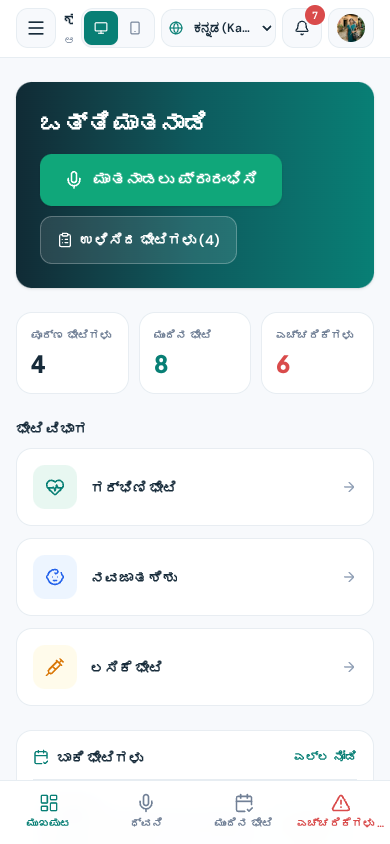 ಕನ್ನಡ (Ka...
7
ಒತ್ತಿ ಮಾತನಾಡಿ
ಮಾತನಾಡಲು ಪ್ರಾರಂಭಿಸಿ
ಉಳಿಸಿದ ಭೇಟಿಗಳು (4)
ಪೂರ್ಣ ಭೇಟಿಗಳು
ಮುಂದಿನ ಭೇಟಿ
ಎಚ್ಚರಿಕೆಗಳು
4
8
6
ಭೇಟಿ ವಿಭಾಗ
ಗರ್ಭಿಣಿ ಭೇಟಿ
ನವಜಾತ ಶಿಶು
ಲಸಿಕೆ ಭೇಟಿ
ಬಾಕಿ ಭೇಟಿಗಳು
ಎಲ್ಲ ನೋಡಿ
ಮುಖಪುಟ
ಧ್ವನಿ
ಮುಂದಿನ ಭೇಟಿ
ಎಚ್ಚರಿಕೆಗಳು ...